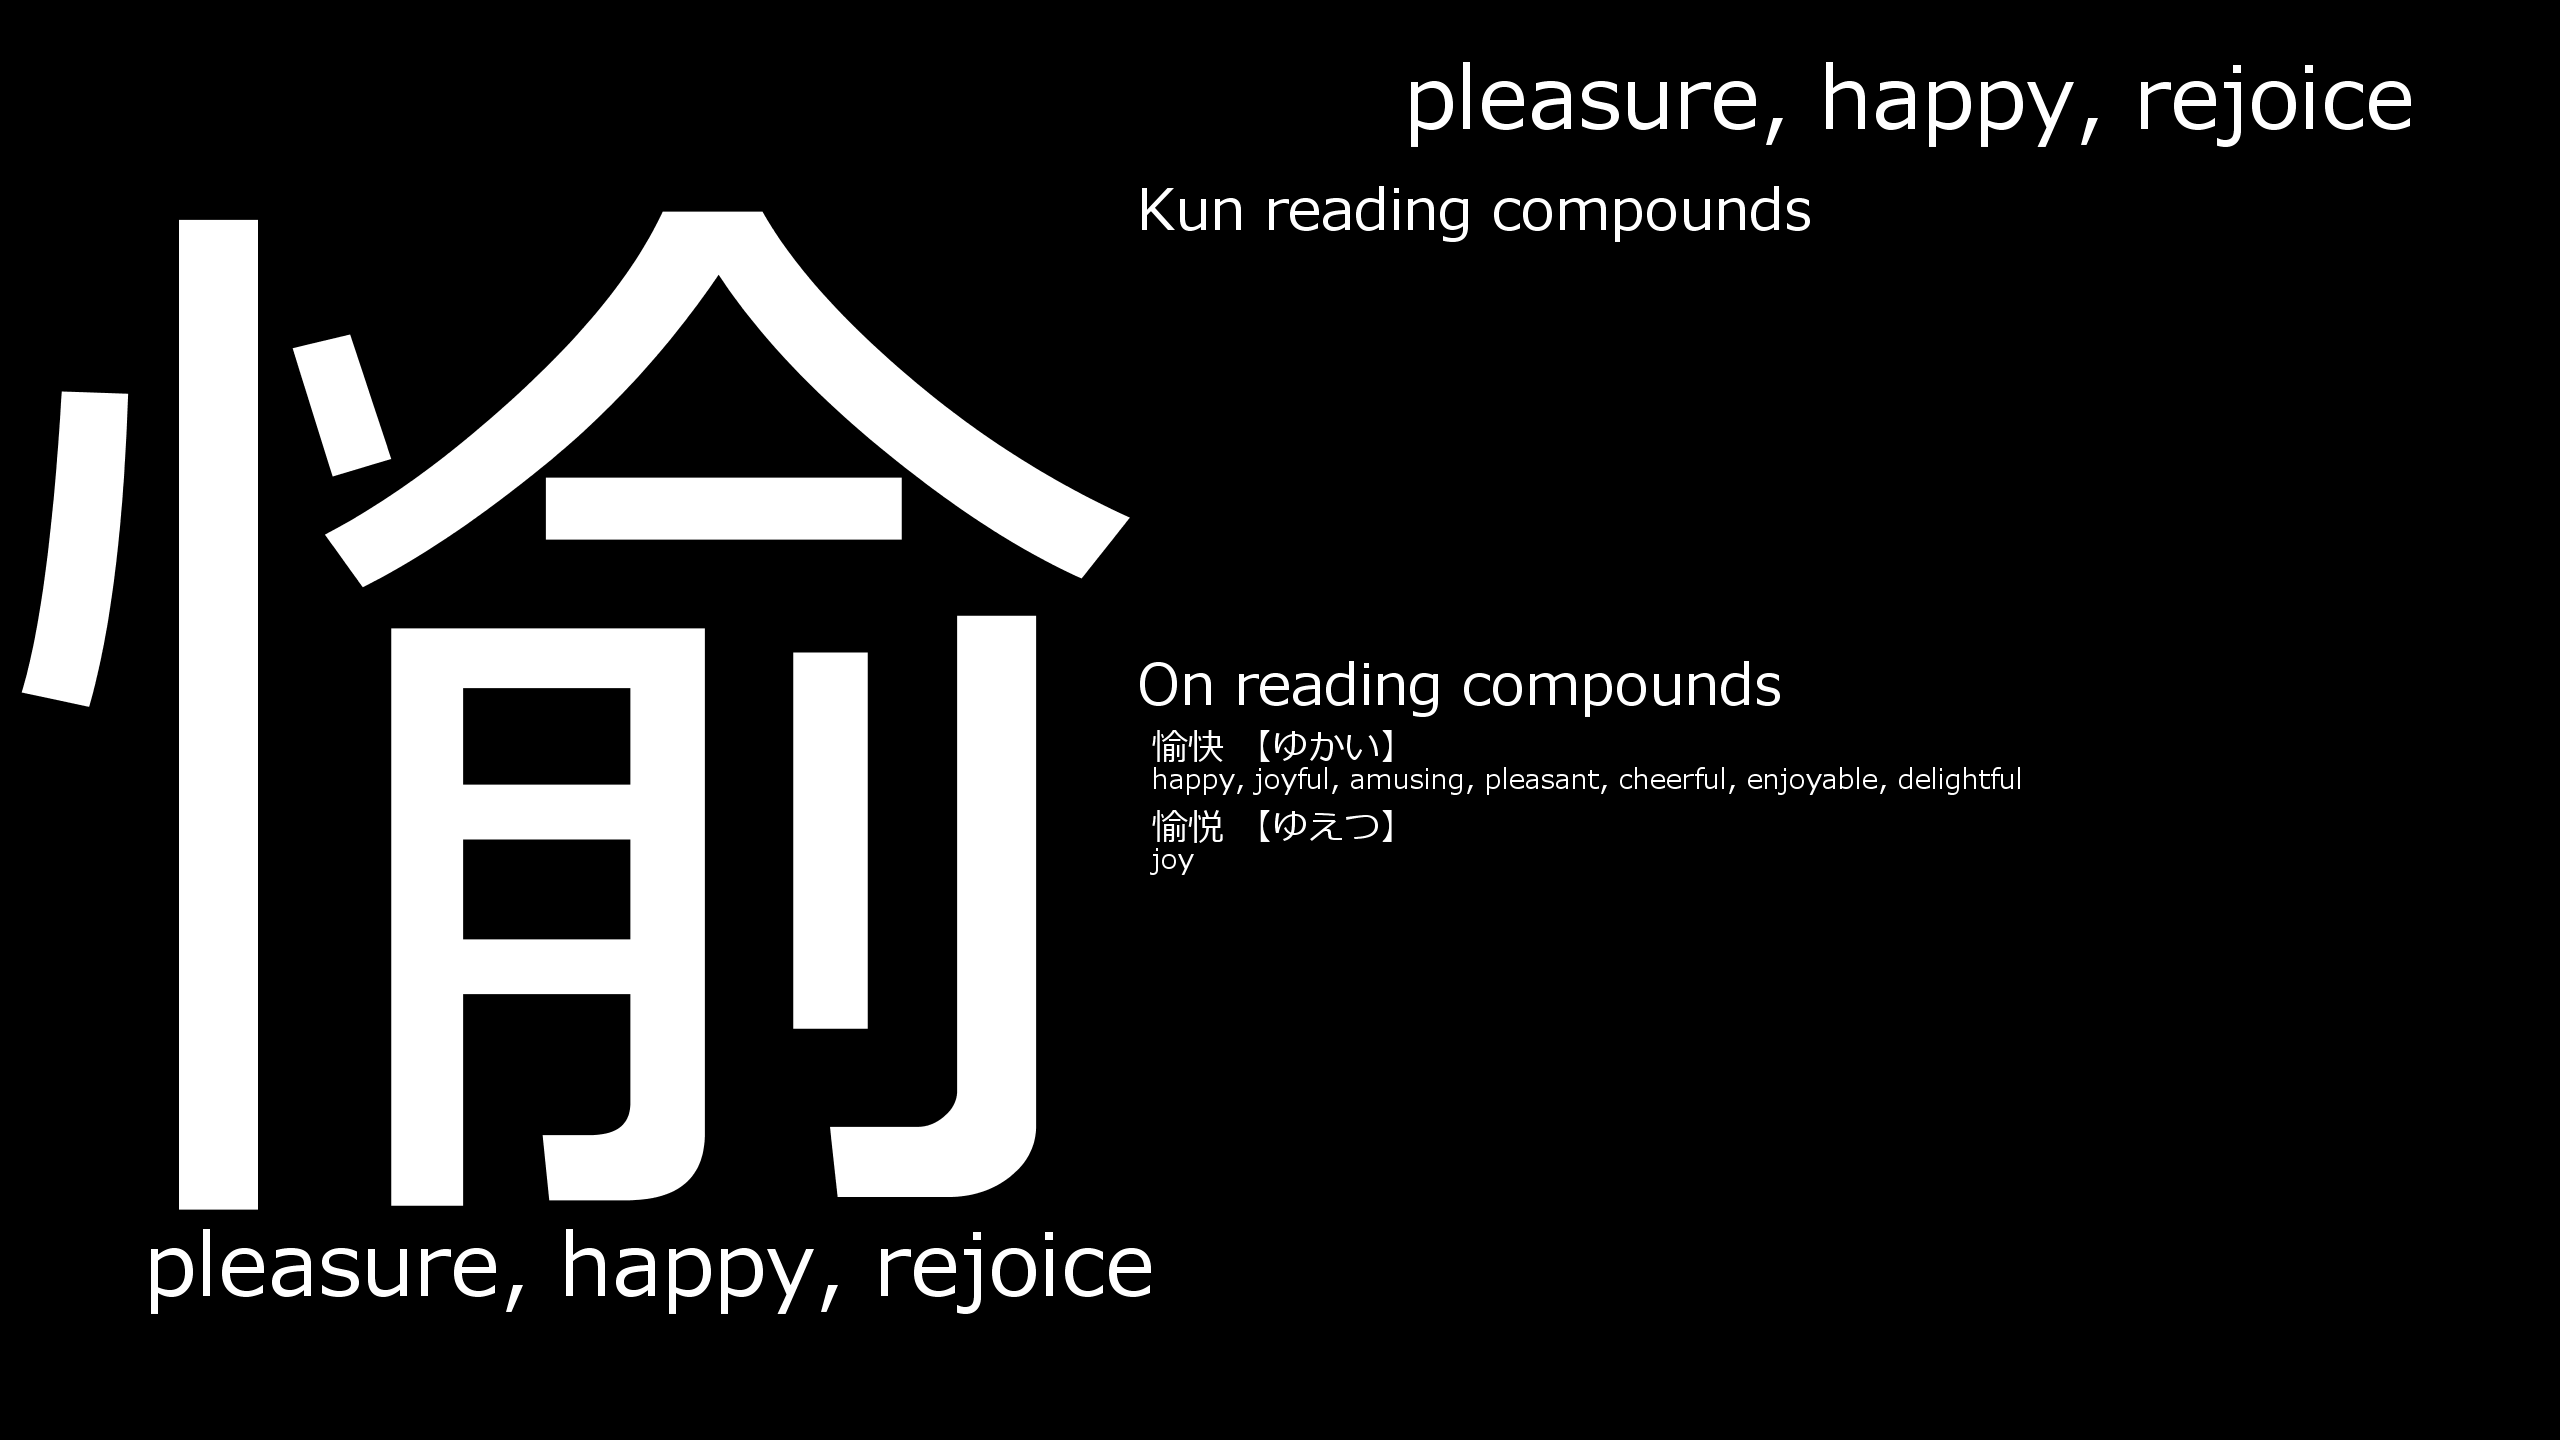 愉
pleasure, happy, rejoice
pleasure, happy, rejoice
Kun reading compounds
On reading compounds
愉快 【ゆかい】
happy, joyful, amusing, pleasant, cheerful, enjoyable, delightful
愉悦 【ゆえつ】
joy